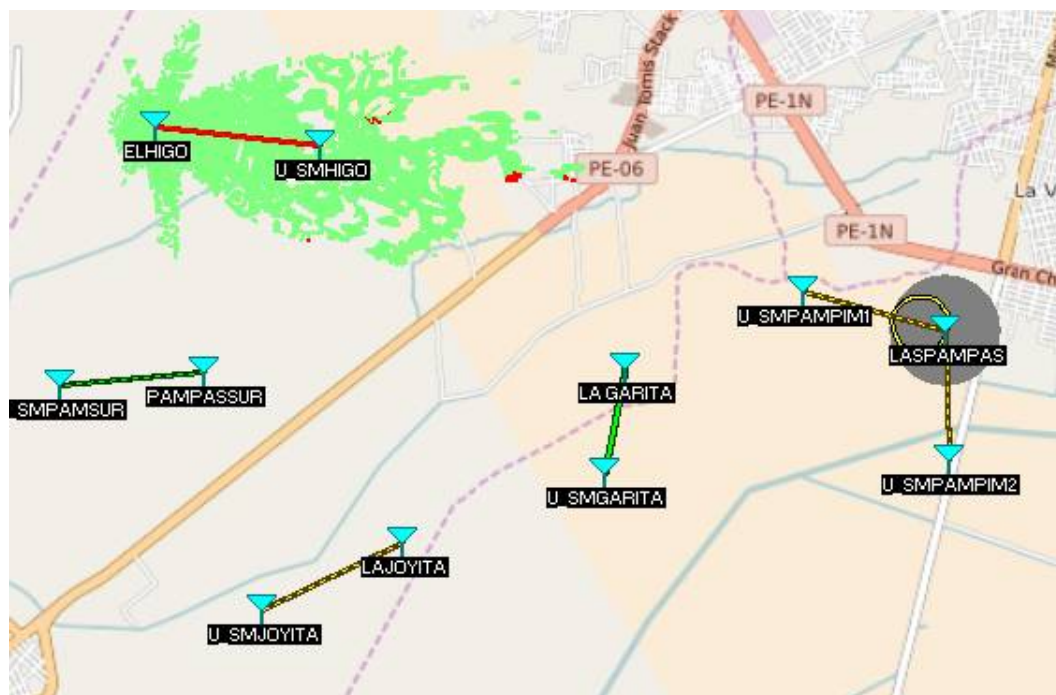 PE-1N
Juan Tomis Stack
ELHIGO
U_SMHIGO
PE-06
La V
PE-1N
Gran Ch
U_SMPAMPIM1
LASPAMPAS
_SMPAMSUR
PAMPASSUR
LA GARITA
U_SMGARITA
U_SMPAMPIM2
LAJOYITA
U_SMJOYITA